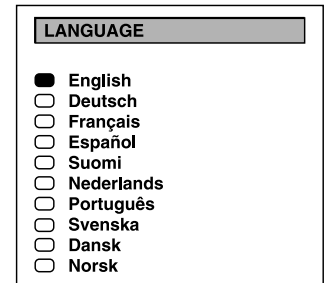 LANGUAGE
English
Deutsch
Français
Español
Suomi
Nederlands
Português
Svenska
Dansk
Norsk